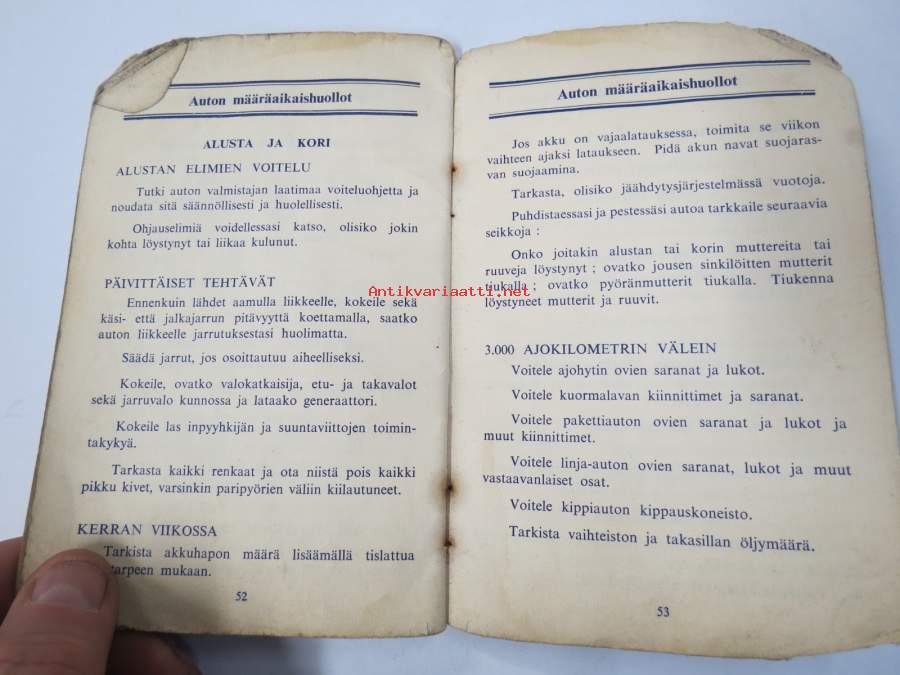 Auton määräaikaishuollot
ALUSTA JA KORI
ALUSTAN ELIMIEN VOITELU
Tutki auton valmistajan laatimaa voiteluohjetta ja
noudata sitä säännöllisesti ja huolellisesti.
Ohjauselimiä voidellessasi katso, olisiko jokin
kohta löystynyt tai liikaa kulunut.
PÄIVITTÄISET TEHTÄVÄT
Ennenkuin lähdet aamulla liikkeelle, kokeile sekä
käsi- että jalkajarrun pitävyyttä koettamalla, saatko
auton liikkeelle jarrutuksestasi huolimatta.
Säädä jarrut, jos osoittautuu aiheelliseksi.
Kokeile, ovatko valokatkaisija, etu- ja takavalot
sekä jarruvalo kunnossa ja lataako generaattori.
Kokeile las inpyyhkijän ja suuntaviittojen toimin-
takykyä.
Tarkasta kaikki renkaat ja ota niistä pois kaikki
pikku kivet, varsinkin paripyörien väliin kiilautuneet.
KERRAN VIIKOSSA
Tarkista akkuhapon määrä lisäämällä tislattua
tarpeen mukaan.
52
Auton määräaikaishuollot
Jos akku on vajaalatauksessa, toimita se viikon
vaihteen ajaksi lataukseen. Pidä akun navat suojaras-
van suojaamina.
Tarkasta, olisiko jäähdytysjärjestelmässä vuotoja.
Puhdistaessasi ja pestessäsi autoa tarkkaile seuraavia
seikkoja :
Onko joitakin alustan tai korin muttereita tai
ruuveja löystynyt ; ovatko jousen sinkilöitten mutterit
tiukalla ; ovatko pyöränmutterit tiukalla. Tiukenna
löystyneet mutterit ja ruuvit.
3.000 AJOKILOMETRIN VÄLEIN
Voitele ajohytin ovien saranat ja lukot.
Voitele kuormalavan kiinnittimet ja saranat.
Voitele pakettiauton ovien saranat ja lukot ja
muut kiinnittimet.
Voitele linja-auton ovien saranat, lukot ja muut
vastaavanlaiset osat.
Voitele kippiauton kippauskoneisto.
Tarkista vaihteiston ja takasillan öljymäärä.
53
Antikvariaatti.net